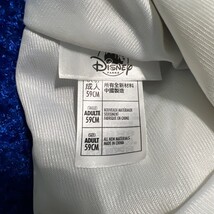 Disney
PARKS
成人
59CM
所有全新材料
中國製造
ADULTE
59CM
NOUVEAUX MATERIAUX
SEULEMENT
FABRIQUE EN CHINE
ADULT
59CM
ALL NEW MATERIALS
MADE IN CHINA